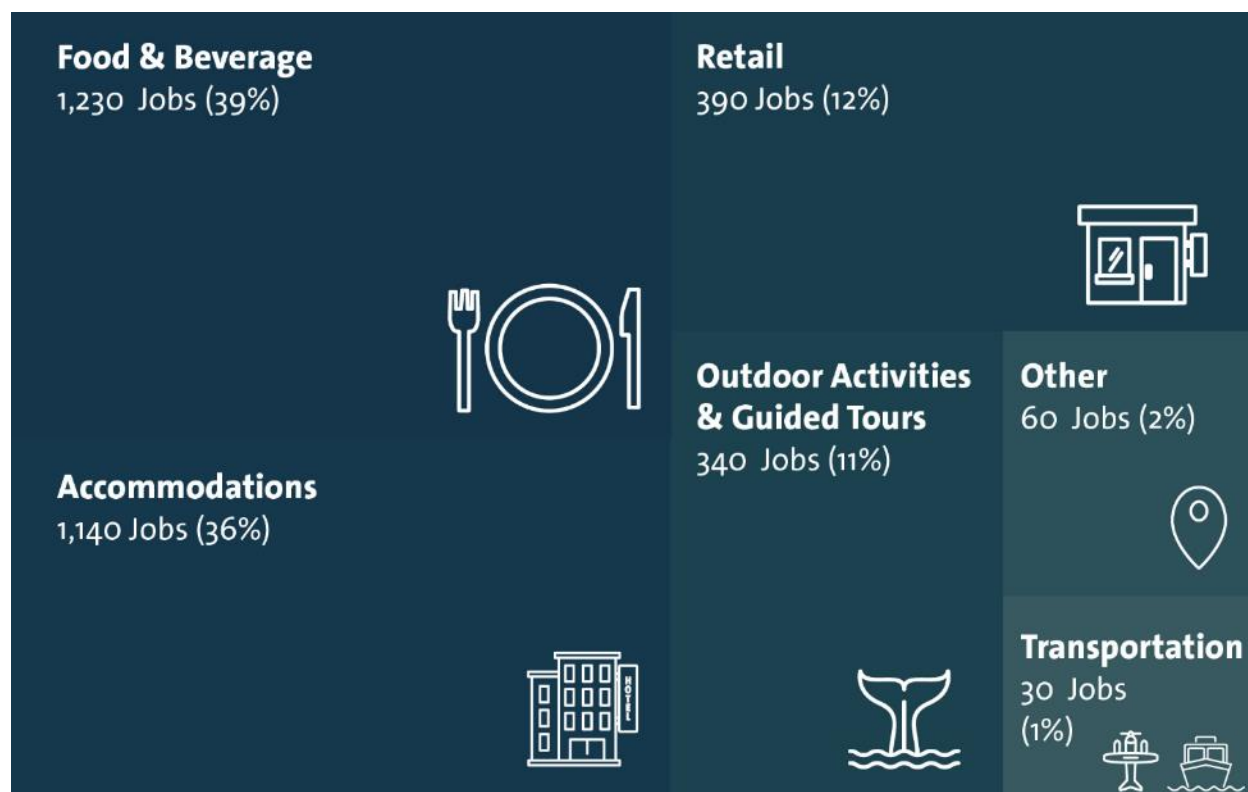 Food & Beverage
1,230 Jobs (39%)
Retail
390 Jobs (12%)
Accommodations
1,140 Jobs (36%)
Outdoor Activities
& Guided Tours
340 Jobs (11%)
Other
60 Jobs (2%)
Transportation
30 Jobs
(1%)
HOTEL